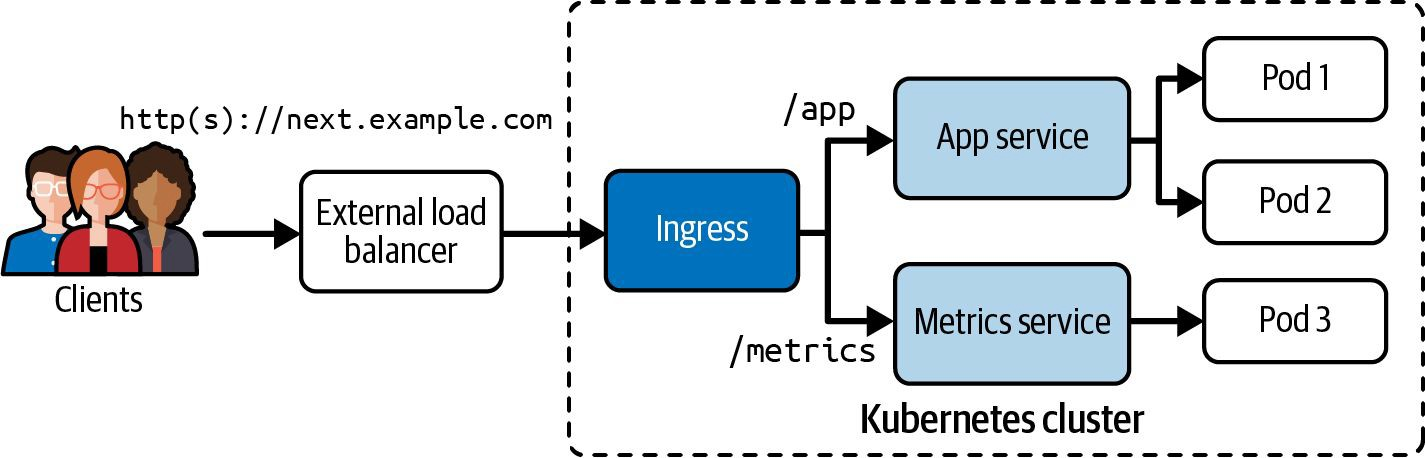 http(s)://next.example.com
Clients
External load
balancer
Ingress
/app
/metrics
App service
Metrics service
Pod 1
Pod 2
Pod 3
Kubernetes cluster